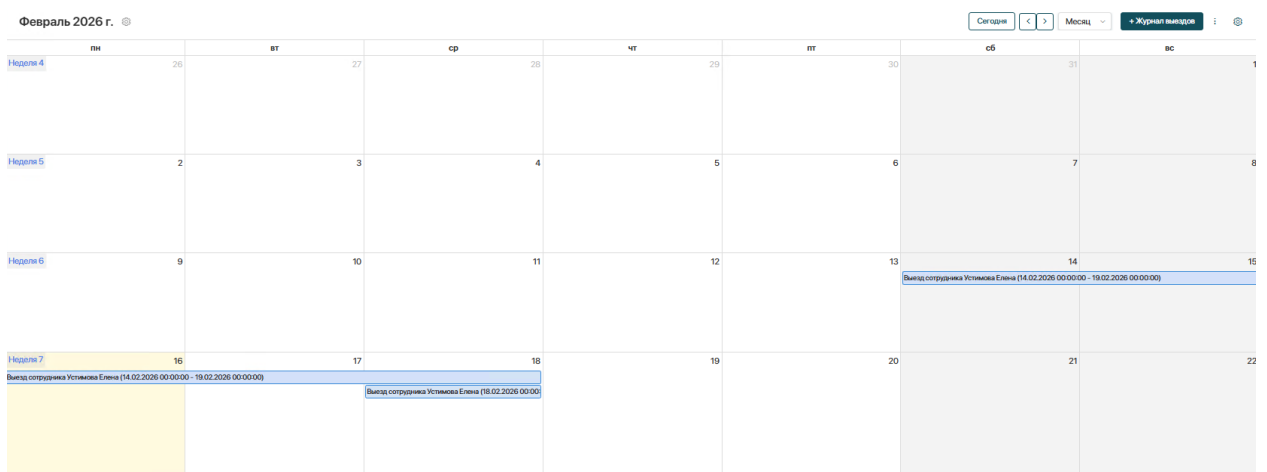 Февраль 2026 г.
Сегодня < > Месяц + Журнал выездов
пн вт ср чт пт сб вс
Неделя 4 26 27 28 29 30 31 1
Неделя 5 2 3 4 5 6 7 8
Неделя 6 9 10 11 12 13 14 15
Выезд сотрудника Устимова Елена (14.02.2026 00:00:00 - 19.02.2026 00:00:00)
Неделя 7 16 17 18 19 20 21 22
Выезд сотрудника Устимова Елена (14.02.2026 00:00:00 - 19.02.2026 00:00:00)
Выезд сотрудника Устимова Елена (18.02.2026 00:00: